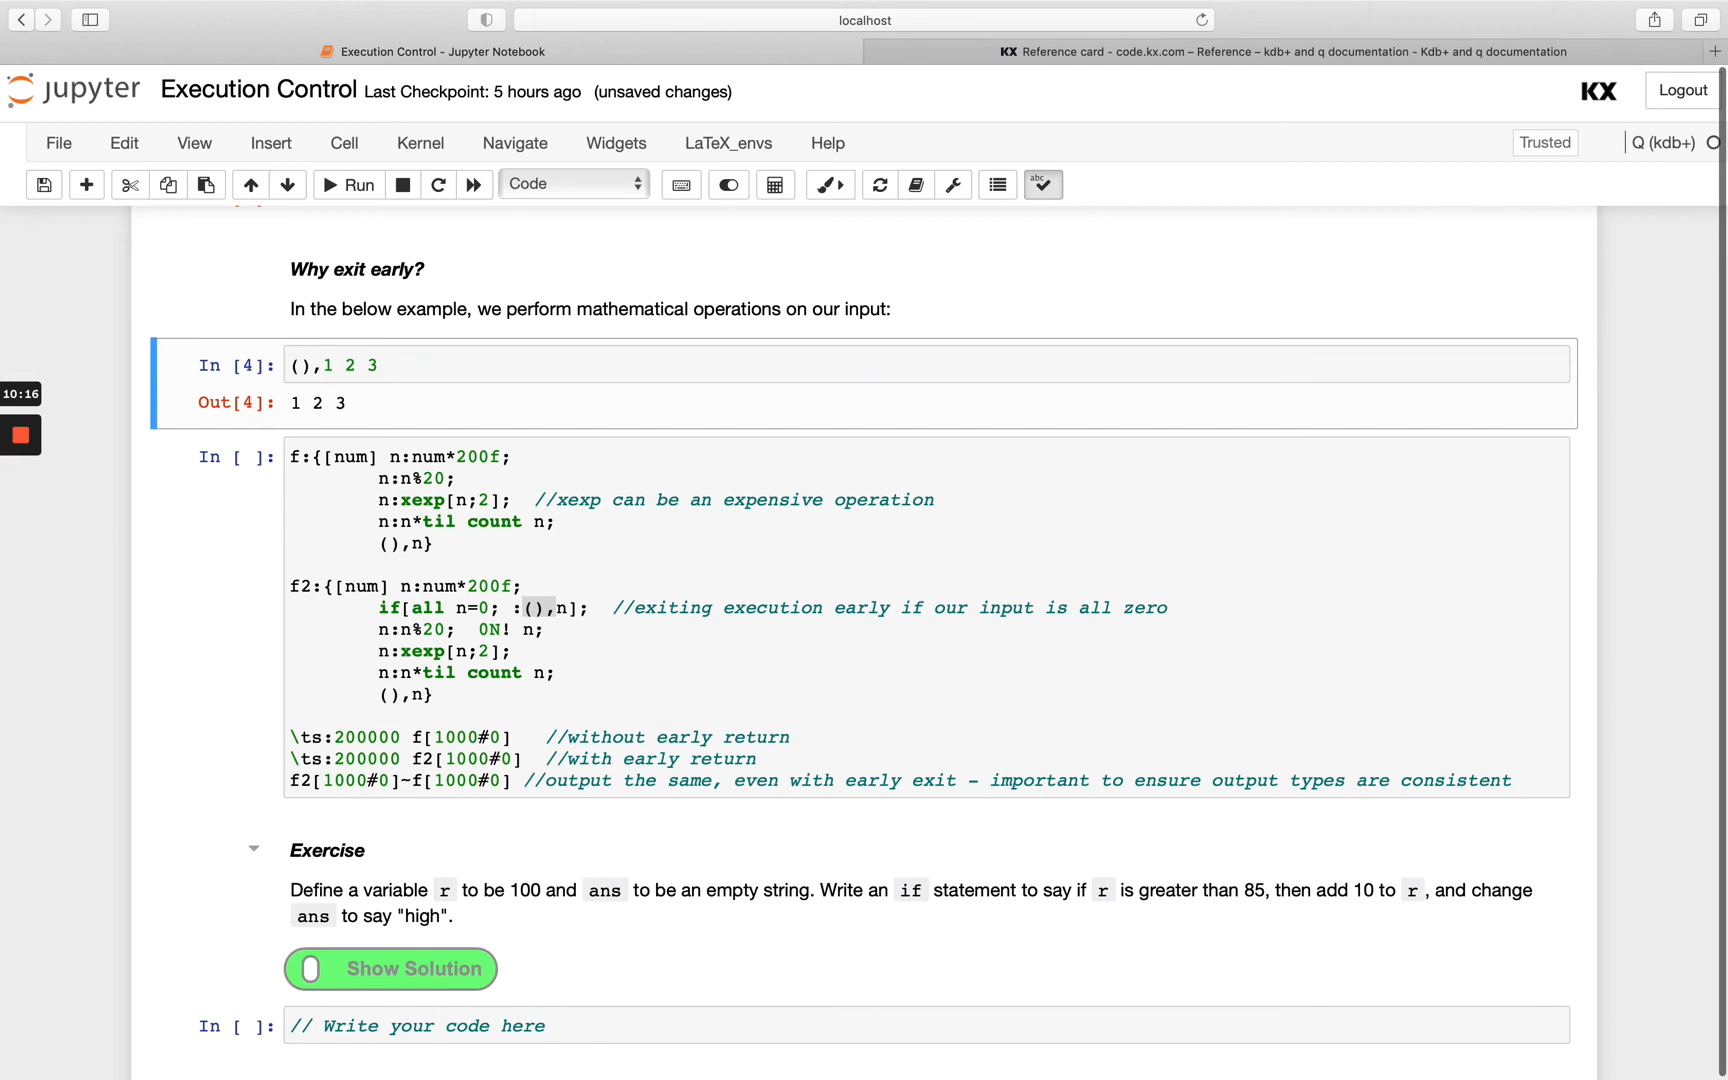 localhost
Execution Control - Jupyter Notebook
KX Reference card - code.kx.com – Reference – kdb+ and q documentation - Kdb+ and q documentation
jupyter Execution Control Last Checkpoint: 5 hours ago (unsaved changes)
KX
Logout
File Edit View Insert Cell Kernel Navigate Widgets LaTeX_envs Help
Trusted
Q (kdb+)
Run
Code
abc
Why exit early?
In the below example, we perform mathematical operations on our input:
In [4]: (),1 2 3
10:16
Out[4]: 1 2 3
In [ ]: f:{[num] n:num*200f;
n:n%20;
n:xexp[n;2]; //xexp can be an expensive operation
n:n*til count n;
(),n}
f2:{[num] n:num*200f;
if[all n=0; :(),n]; //exiting execution early if our input is all zero
n:n%20; 0N! n;
n:xexp[n;2];
n:n*til count n;
(),n}
\ts:200000 f[1000#0] //without early return
\ts:200000 f2[1000#0] //with early return
f2[1000#0]~f[1000#0] //output the same, even with early exit - important to ensure output types are consistent
Exercise
Define a variable r to be 100 and ans to be an empty string. Write an if statement to say if r is greater than 85, then add 10 to r, and change
ans to say "high".
Show Solution
In [ ]: // Write your code here